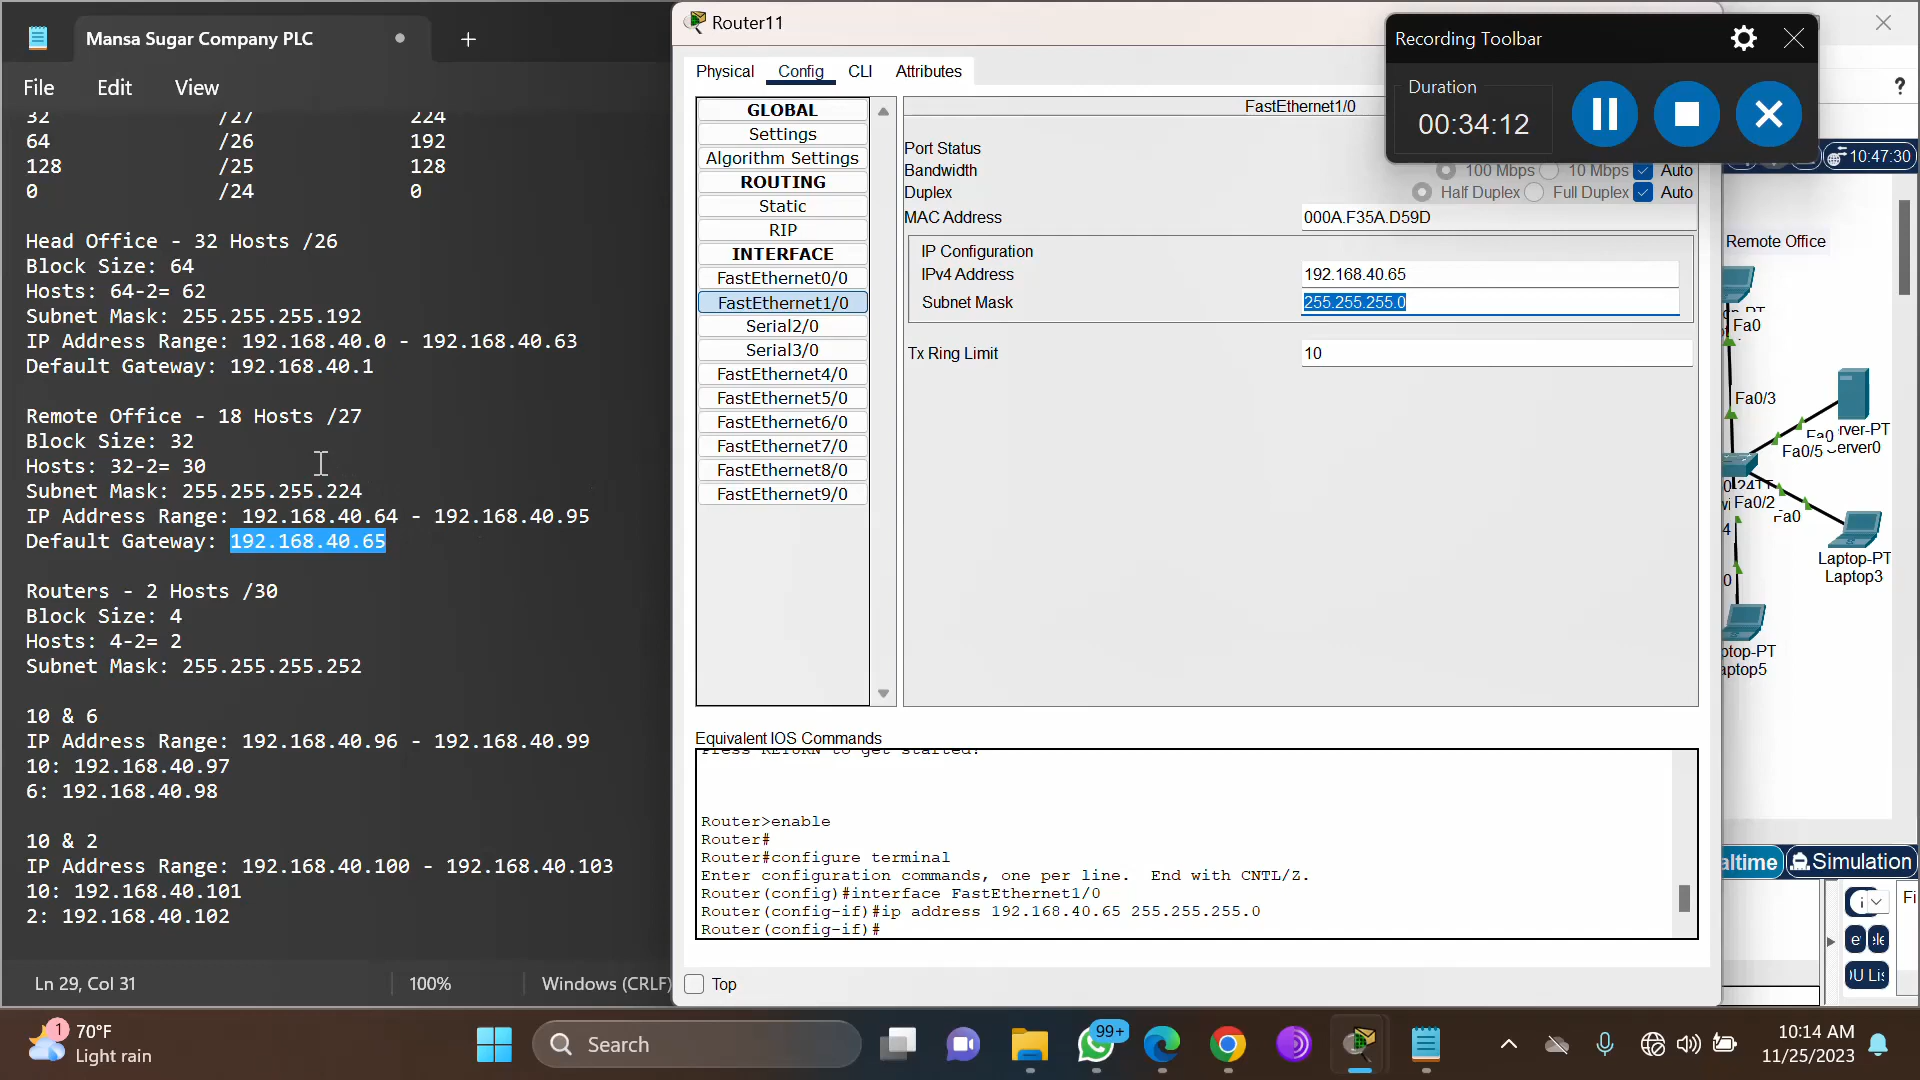 Mansa Sugar Company PLC
File Edit View
32 /27 224
64 /26 192
128 /25 128
0 /24 0
Head Office - 32 Hosts /26
Block Size: 64
Hosts: 64-2= 62
Subnet Mask: 255.255.255.192
IP Address Range: 192.168.40.0 - 192.168.40.63
Default Gateway: 192.168.40.1
Remote Office - 18 Hosts /27
Block Size: 32
Hosts: 32-2= 30
Subnet Mask: 255.255.255.224
IP Address Range: 192.168.40.64 - 192.168.40.95
Default Gateway: 192.168.40.65
Routers - 2 Hosts /30
Block Size: 4
Hosts: 4-2= 2
Subnet Mask: 255.255.255.252
10 & 6
IP Address Range: 192.168.40.96 - 192.168.40.99
10: 192.168.40.97
6: 192.168.40.98
10 & 2
IP Address Range: 192.168.40.100 - 192.168.40.103
10: 192.168.40.101
2: 192.168.40.102
Ln 29, Col 31 100% Windows (CRLF)
Router11
Physical Config CLI Attributes
GLOBAL
Settings
Algorithm Settings
ROUTING
Static
RIP
INTERFACE
FastEthernet0/0
FastEthernet1/0
Serial2/0
Serial3/0
FastEthernet4/0
FastEthernet5/0
FastEthernet6/0
FastEthernet7/0
FastEthernet8/0
FastEthernet9/0
FastEthernet1/0
Port Status
Bandwidth 100 Mbps 10 Mbps Auto
Duplex Half Duplex Full Duplex Auto
MAC Address 000A.F35A.D59D
IP Configuration
IPv4 Address 192.168.40.65
Subnet Mask 255.255.255.0
Tx Ring Limit 10
Equivalent IOS Commands
Press RETURN to get started.
Router>enable
Router#
Router#configure terminal
Enter configuration commands, one per line. End with CNTL/Z.
Router(config)#interface FastEthernet1/0
Router(config-if)#ip address 192.168.40.65 255.255.255.0
Router(config-if)#
Top
Recording Toolbar
Duration
00:34:12
?
10:47:30
Remote Office
Fa0
Fa0/3
Fa0
Fa0/5
Fa0/2
Fa0
Laptop-PT
Laptop3
Simulation
70°F
Light rain
1
Search
99+
10:14 AM
11/25/2023